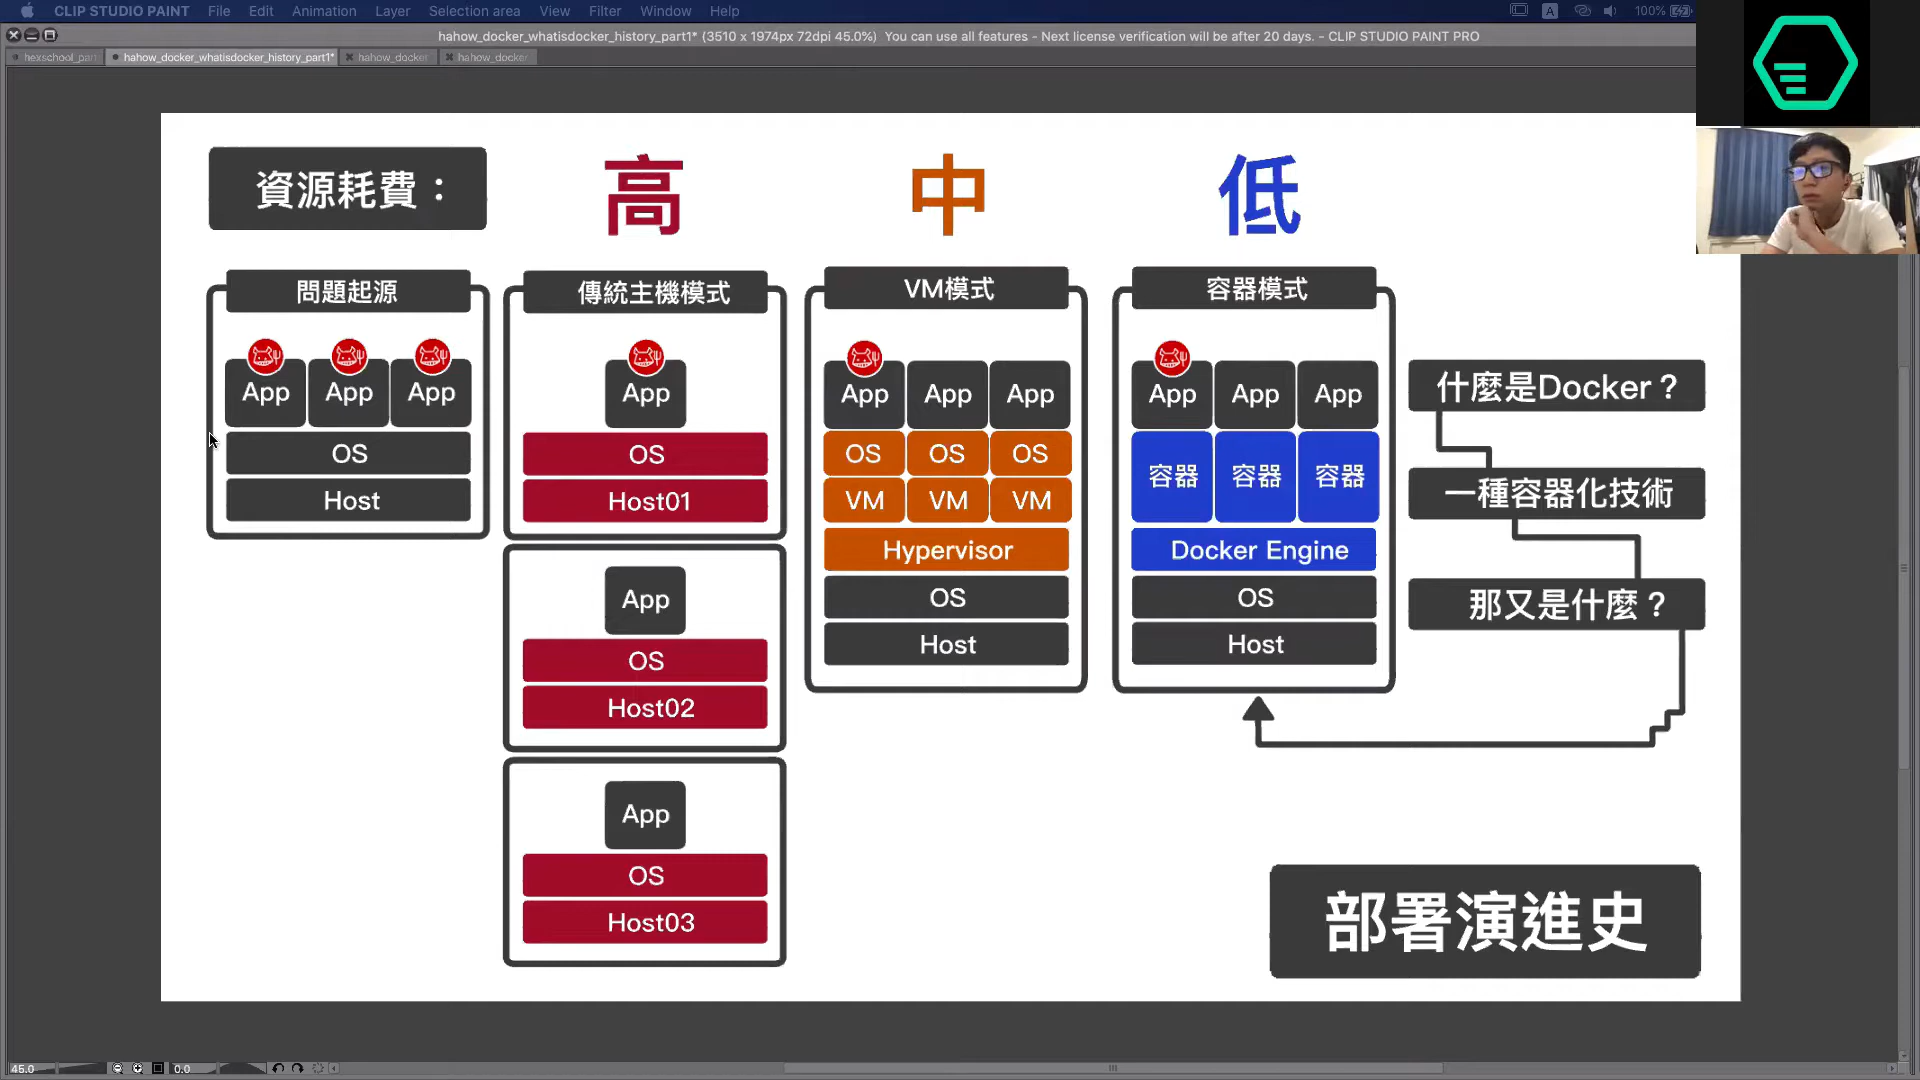 CLIP STUDIO PAINT File Edit Animation Layer Selection area View Filter Window Help
A 100%
hahow_docker_whatisdocker_history_part1* (3510 x 1974px 72dpi 45.0%) You can use all features - Next license verification will be after 20 days. - CLIP STUDIO PAINT PRO
hexschool_part hahow_docker_whatisdocker_history_part1* hahow_docker hahow_docker
資源耗費： 高 中 低
問題起源
App App App
OS
Host
傳統主機模式
App
OS
Host01
App
OS
Host02
App
OS
Host03
VM模式
App App App
OS OS OS
VM VM VM
Hypervisor
OS
Host
容器模式
App App App
容器 容器 容器
Docker Engine
OS
Host
什麼是Docker？
一種容器化技術
那又是什麼？
部署演進史
45.0 0.0